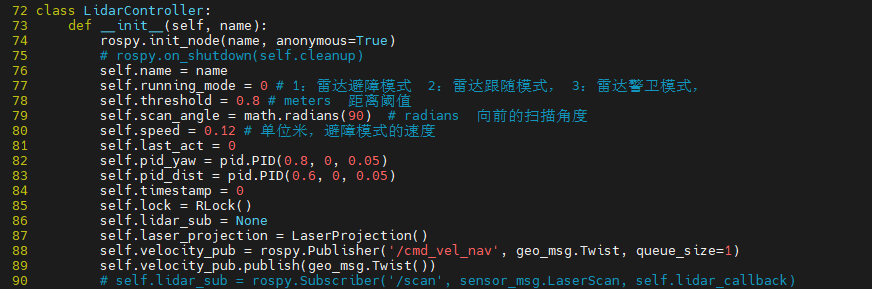 72 class LidarController:
73     def __init__(self, name):
74         rospy.init_node(name, anonymous=True)
75         # rospy.on_shutdown(self.cleanup)
76         self.name = name
77         self.running_mode = 0 # 1：雷达避障模式  2：雷达跟随模式， 3：雷达警卫模式，
78         self.threshold = 0.8 # meters  距离阈值
79         self.scan_angle = math.radians(90)  # radians  向前的扫描角度
80         self.speed = 0.12 # 单位米，避障模式的速度
81         self.last_act = 0
82         self.pid_yaw = pid.PID(0.8, 0, 0.05)
83         self.pid_dist = pid.PID(0.6, 0, 0.05)
84         self.timestamp = 0
85         self.lock = RLock()
86         self.lidar_sub = None
87         self.laser_projection = LaserProjection()
88         self.velocity_pub = rospy.Publisher('/cmd_vel_nav', geo_msg.Twist, queue_size=1)
89         self.velocity_pub.publish(geo_msg.Twist())
90         # self.lidar_sub = rospy.Subscriber('/scan', sensor_msg.LaserScan, self.lidar_callback)